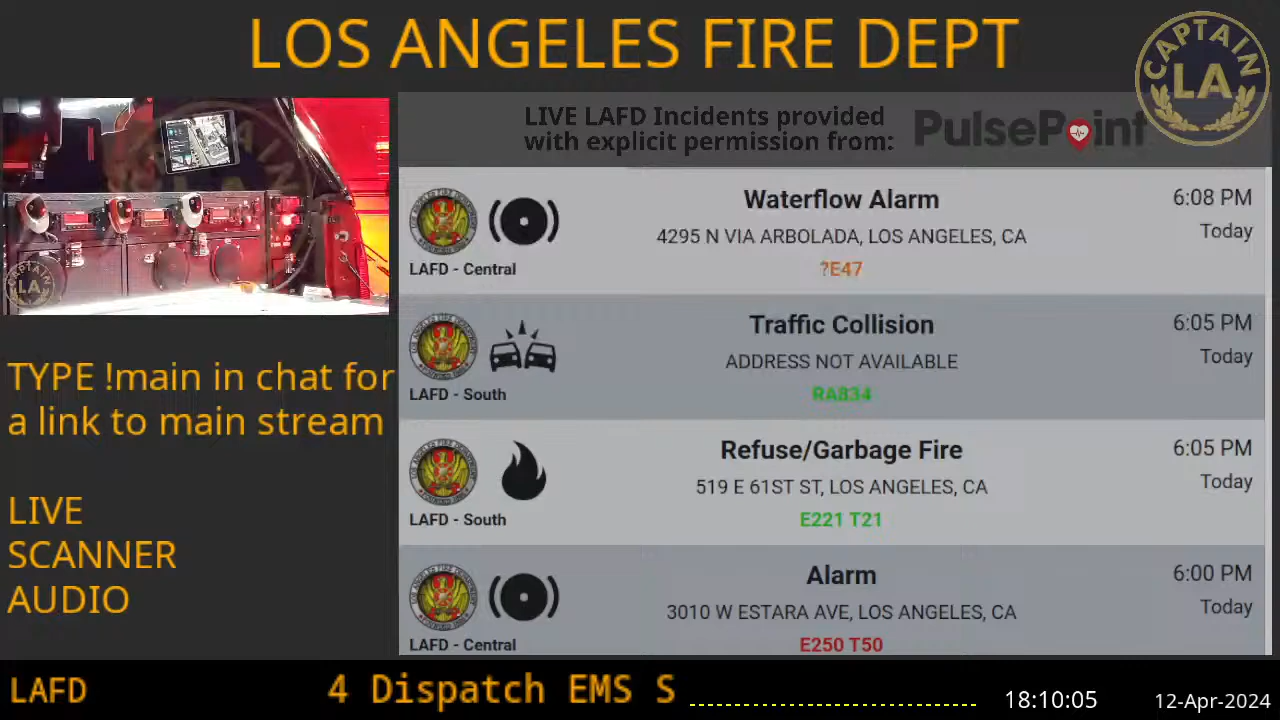 LOS ANGELES FIRE DEPT
CAPTAIN
LA
LIVE LAFD Incidents provided
with explicit permission from:
PulsePoint
Waterflow Alarm
6:08 PM
4295 N VIA ARBOLADA, LOS ANGELES, CA
Today
LAFD - Central
?E47
Traffic Collision
6:05 PM
ADDRESS NOT AVAILABLE
Today
LAFD - South
RA834
Refuse/Garbage Fire
6:05 PM
519 E 61ST ST, LOS ANGELES, CA
Today
LAFD - South
E221 T21
Alarm
6:00 PM
3010 W ESTARA AVE, LOS ANGELES, CA
Today
LAFD - Central
E250 T50
CAPTAIN
LA
TYPE !main in chat for
a link to main stream
LIVE
SCANNER
AUDIO
LAFD
4 Dispatch EMS S
18:10:05
12-Apr-2024